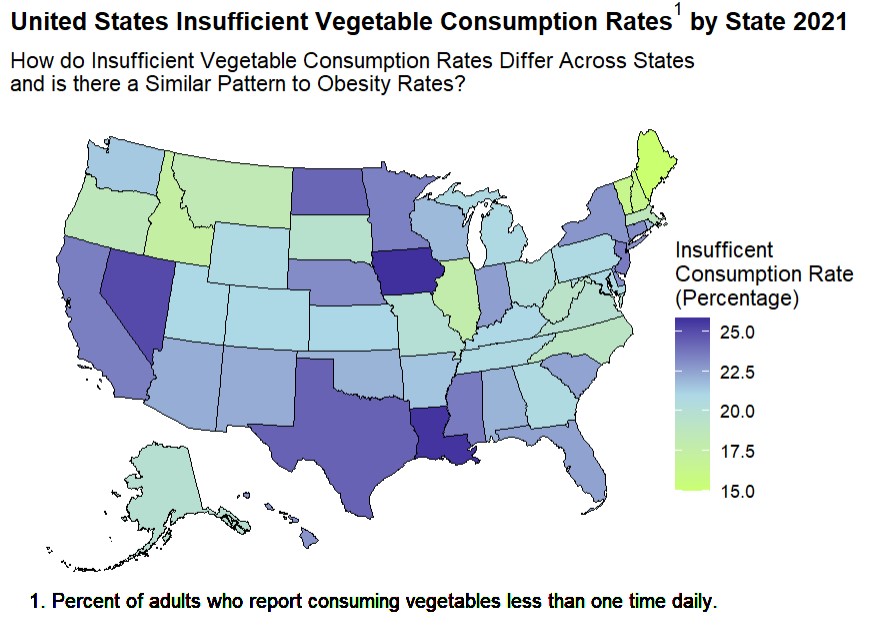 United States Insufficient Vegetable Consumption Rates¹ by State 2021
How do Insufficient Vegetable Consumption Rates Differ Across States
and is there a Similar Pattern to Obesity Rates?
Insufficent
Consumption Rate
(Percentage)
25.0
22.5
20.0
17.5
15.0
1. Percent of adults who report consuming vegetables less than one time daily.